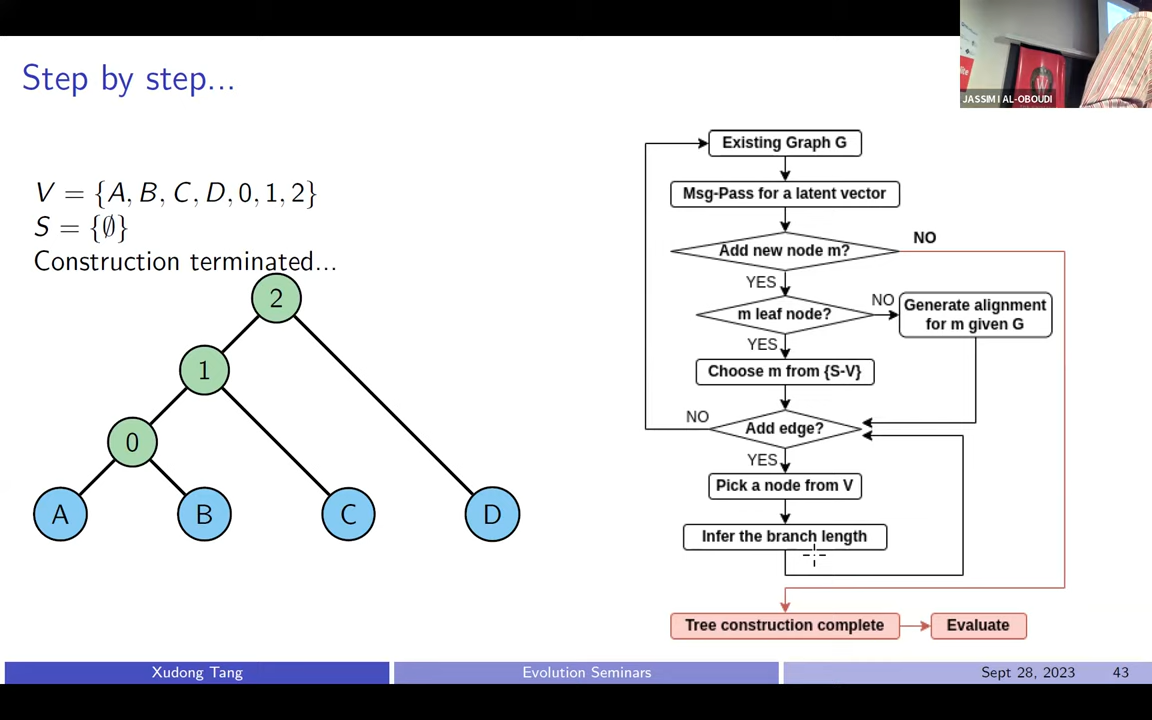 JASSIM I AL-OBOUDI
Step by step...
V = {A, B, C, D, 0, 1, 2}
S = {∅}
Construction terminated...
2
1
0
A
B
C
D
Existing Graph G
Msg-Pass for a latent vector
Add new node m?
NO
YES
m leaf node?
NO
Generate alignment
for m given G
YES
Choose m from {S-V}
NO
Add edge?
YES
Pick a node from V
Infer the branch length
Tree construction complete
Evaluate
Xudong Tang
Evolution Seminars
Sept 28, 2023
43